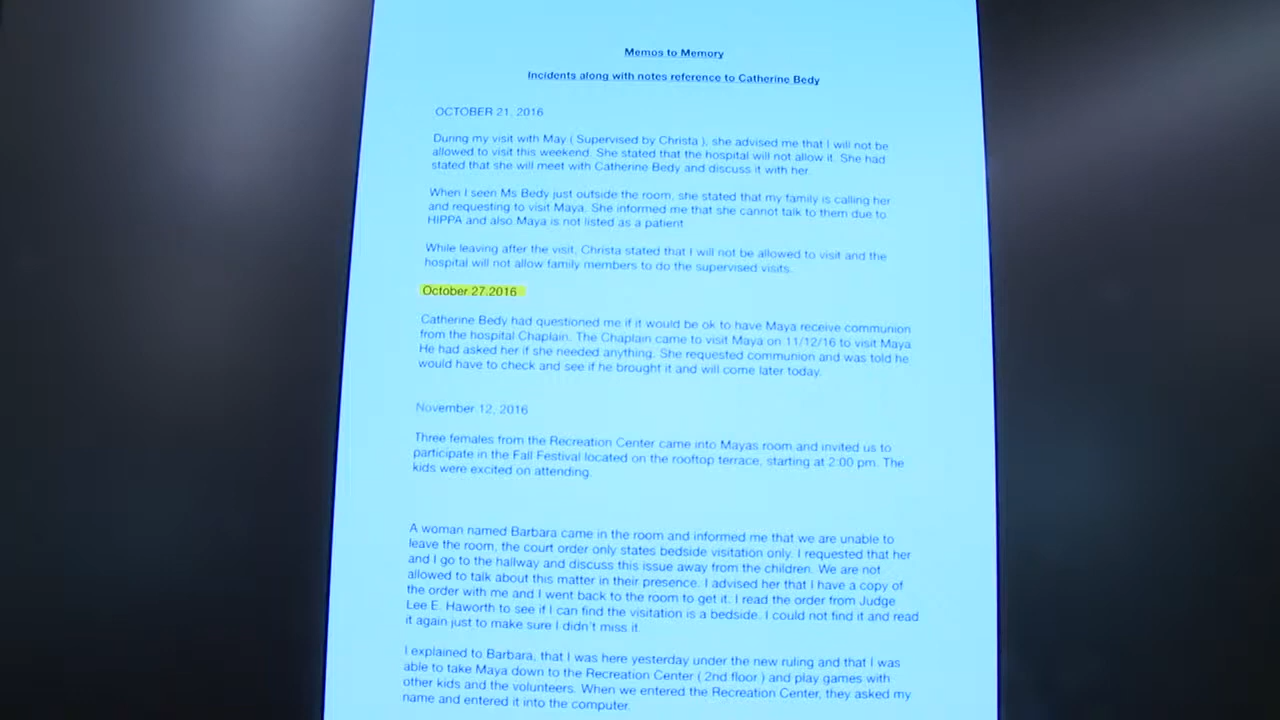 Memos to Memory
Incidents along with notes reference to Catherine Bedy
OCTOBER 21, 2016
During my visit with May ( Supervised by Christa ), she advised me that I will not be
allowed to visit this weekend. She stated that the hospital will not allow it. She had
stated that she will meet with Catherine Bedy and discuss it with her.
When I seen Ms Bedy just outside the room, she stated that my family is calling her
and requesting to visit Maya. She informed me that she cannot talk to them due to
HIPPA and also Maya is not listed as a patient
While leaving after the visit, Christa stated that I will not be allowed to visit and the
hospital will not allow family members to do the supervised visits.
October 27.2016
Catherine Bedy had questioned me if it would be ok to have Maya receive communion
from the hospital Chaplain. The Chaplain came to visit Maya on 11/12/16 to visit Maya
He had asked her if she needed anything. She requested communion and was told he
would have to check and see if he brought it and will come later today.
November 12, 2016
Three females from the Recreation Center came into Mayas room and invited us to
participate in the Fall Festival located on the rooftop terrace, starting at 2:00 pm. The
kids were excited on attending.
A woman named Barbara came in the room and informed me that we are unable to
leave the room, the court order only states bedside visitation only. I requested that her
and I go to the hallway and discuss this issue away from the children. We are not
allowed to talk about this matter in their presence. I advised her that I have a copy of
the order with me and I went back to the room to get it. I read the order from Judge
Lee E. Haworth to see if I can find the visitation is a bedside. I could not find it and read
it again just to make sure I didn't miss it.
I explained to Barbara, that I was here yesterday under the new ruling and that I was
able to take Maya down to the Recreation Center ( 2nd floor ) and play games with
other kids and the volunteers. When we entered the Recreation Center, they asked my
name and entered it into the computer.